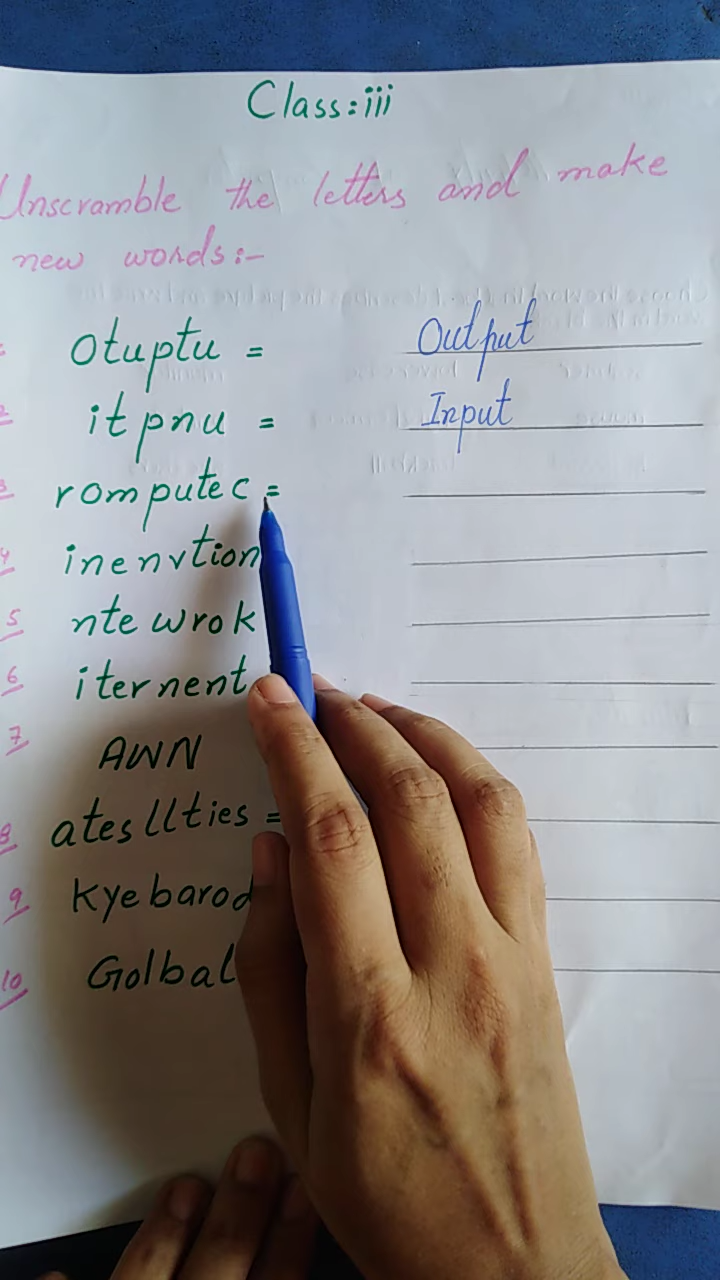 Class:iii
Unscramble the letters and make
new words:-
Otuptu = Output
2 itpnu = Input
3 romputec =
4 inenvtion
5 nte wrok
6 iternent
7 AWN
8 atesllties =
9 Kyebarod
10 Golbal